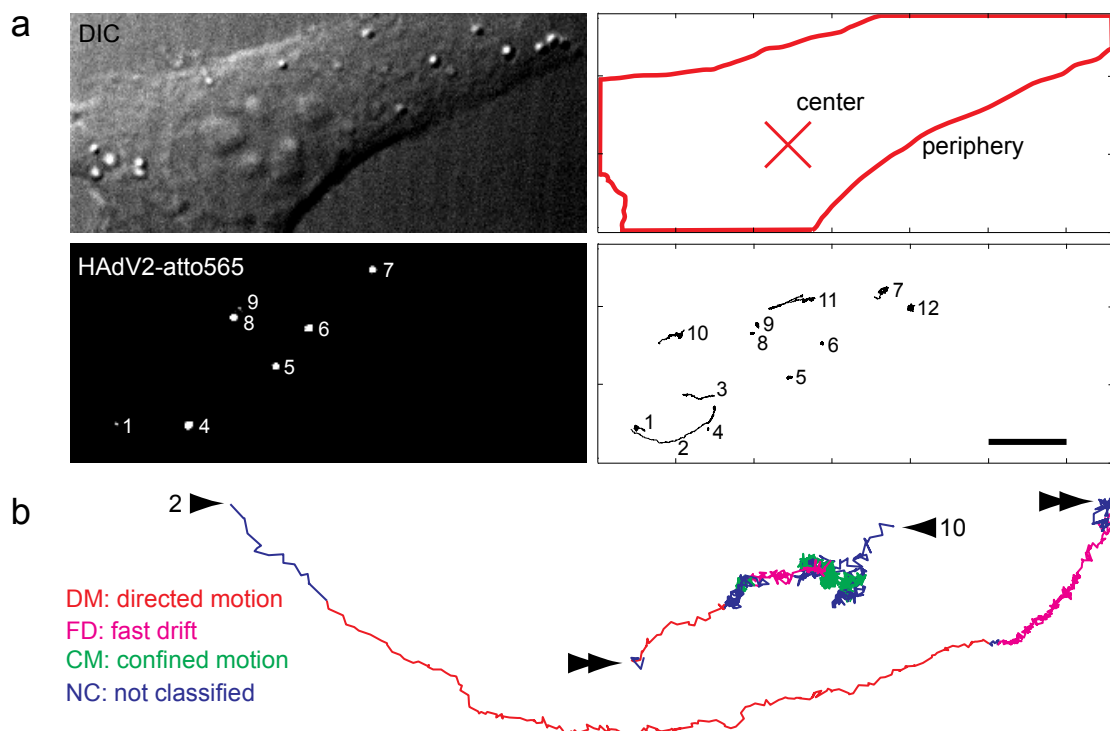 a
DIC
center
periphery
HAdV2-atto565
7
9
8
6
5
1
4
11
7
12
10
9
8
6
5
3
1
4
2
b
2
10
DM: directed motion
FD: fast drift
CM: confined motion
NC: not classified